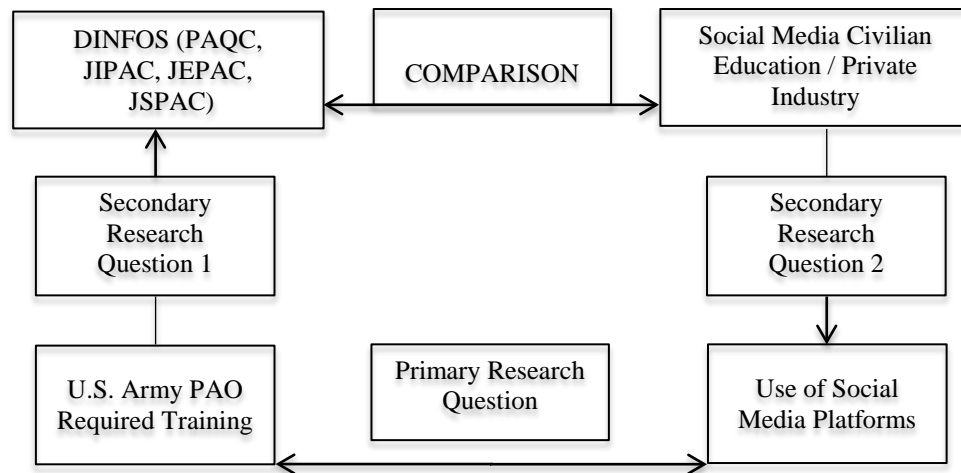 DINFOS (PAQC,
JIPAC, JEPAC,
JSPAC)
COMPARISON
Social Media Civilian
Education / Private
Industry
Secondary
Research
Question 1
Secondary
Research
Question 2
U.S. Army PAO
Required Training
Primary Research
Question
Use of Social
Media Platforms